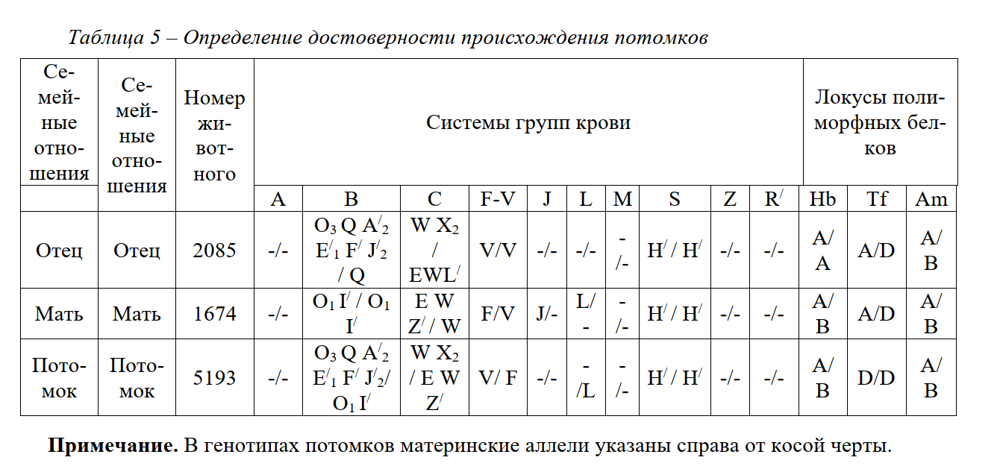 Таблица 5 – Определение достоверности происхождения потомков
Се-
мей-
ные
отно-
шения
Се-
мей-
ные
отно-
шения
Номер
жи-
вот-
ного
Системы групп крови
Локусы поли-
морфных бел-
ков
A B C F-V J L M S Z R/ Hb Tf Am
Отец
Отец
2085
-/-
O3 Q A/2
E/1 F/ J/2
/ Q
W X2
/
EWL/
V/V
-/-
-/-
-
/-
H/ / H/
-/-
-/-
A/
A
A/D
A/
B
Мать
Мать
1674
-/-
O1 I/ / O1
I/
E W
Z/ / W
F/V
J/-
L/
-
-
/-
H/ / H/
-/-
-/-
A/
B
A/D
A/
B
Пото-
мок
Пото-
мок
5193
-/-
O3 Q A/2
E/1 F/ J/2/
O1 I/
W X2
/ E W
Z/
V/ F
-/-
-
/L
-
/-
H/ / H/
-/-
-/-
A/
B
D/D
A/
B
Примечание. В генотипах потомков материнские аллели указаны справа от косой черты.